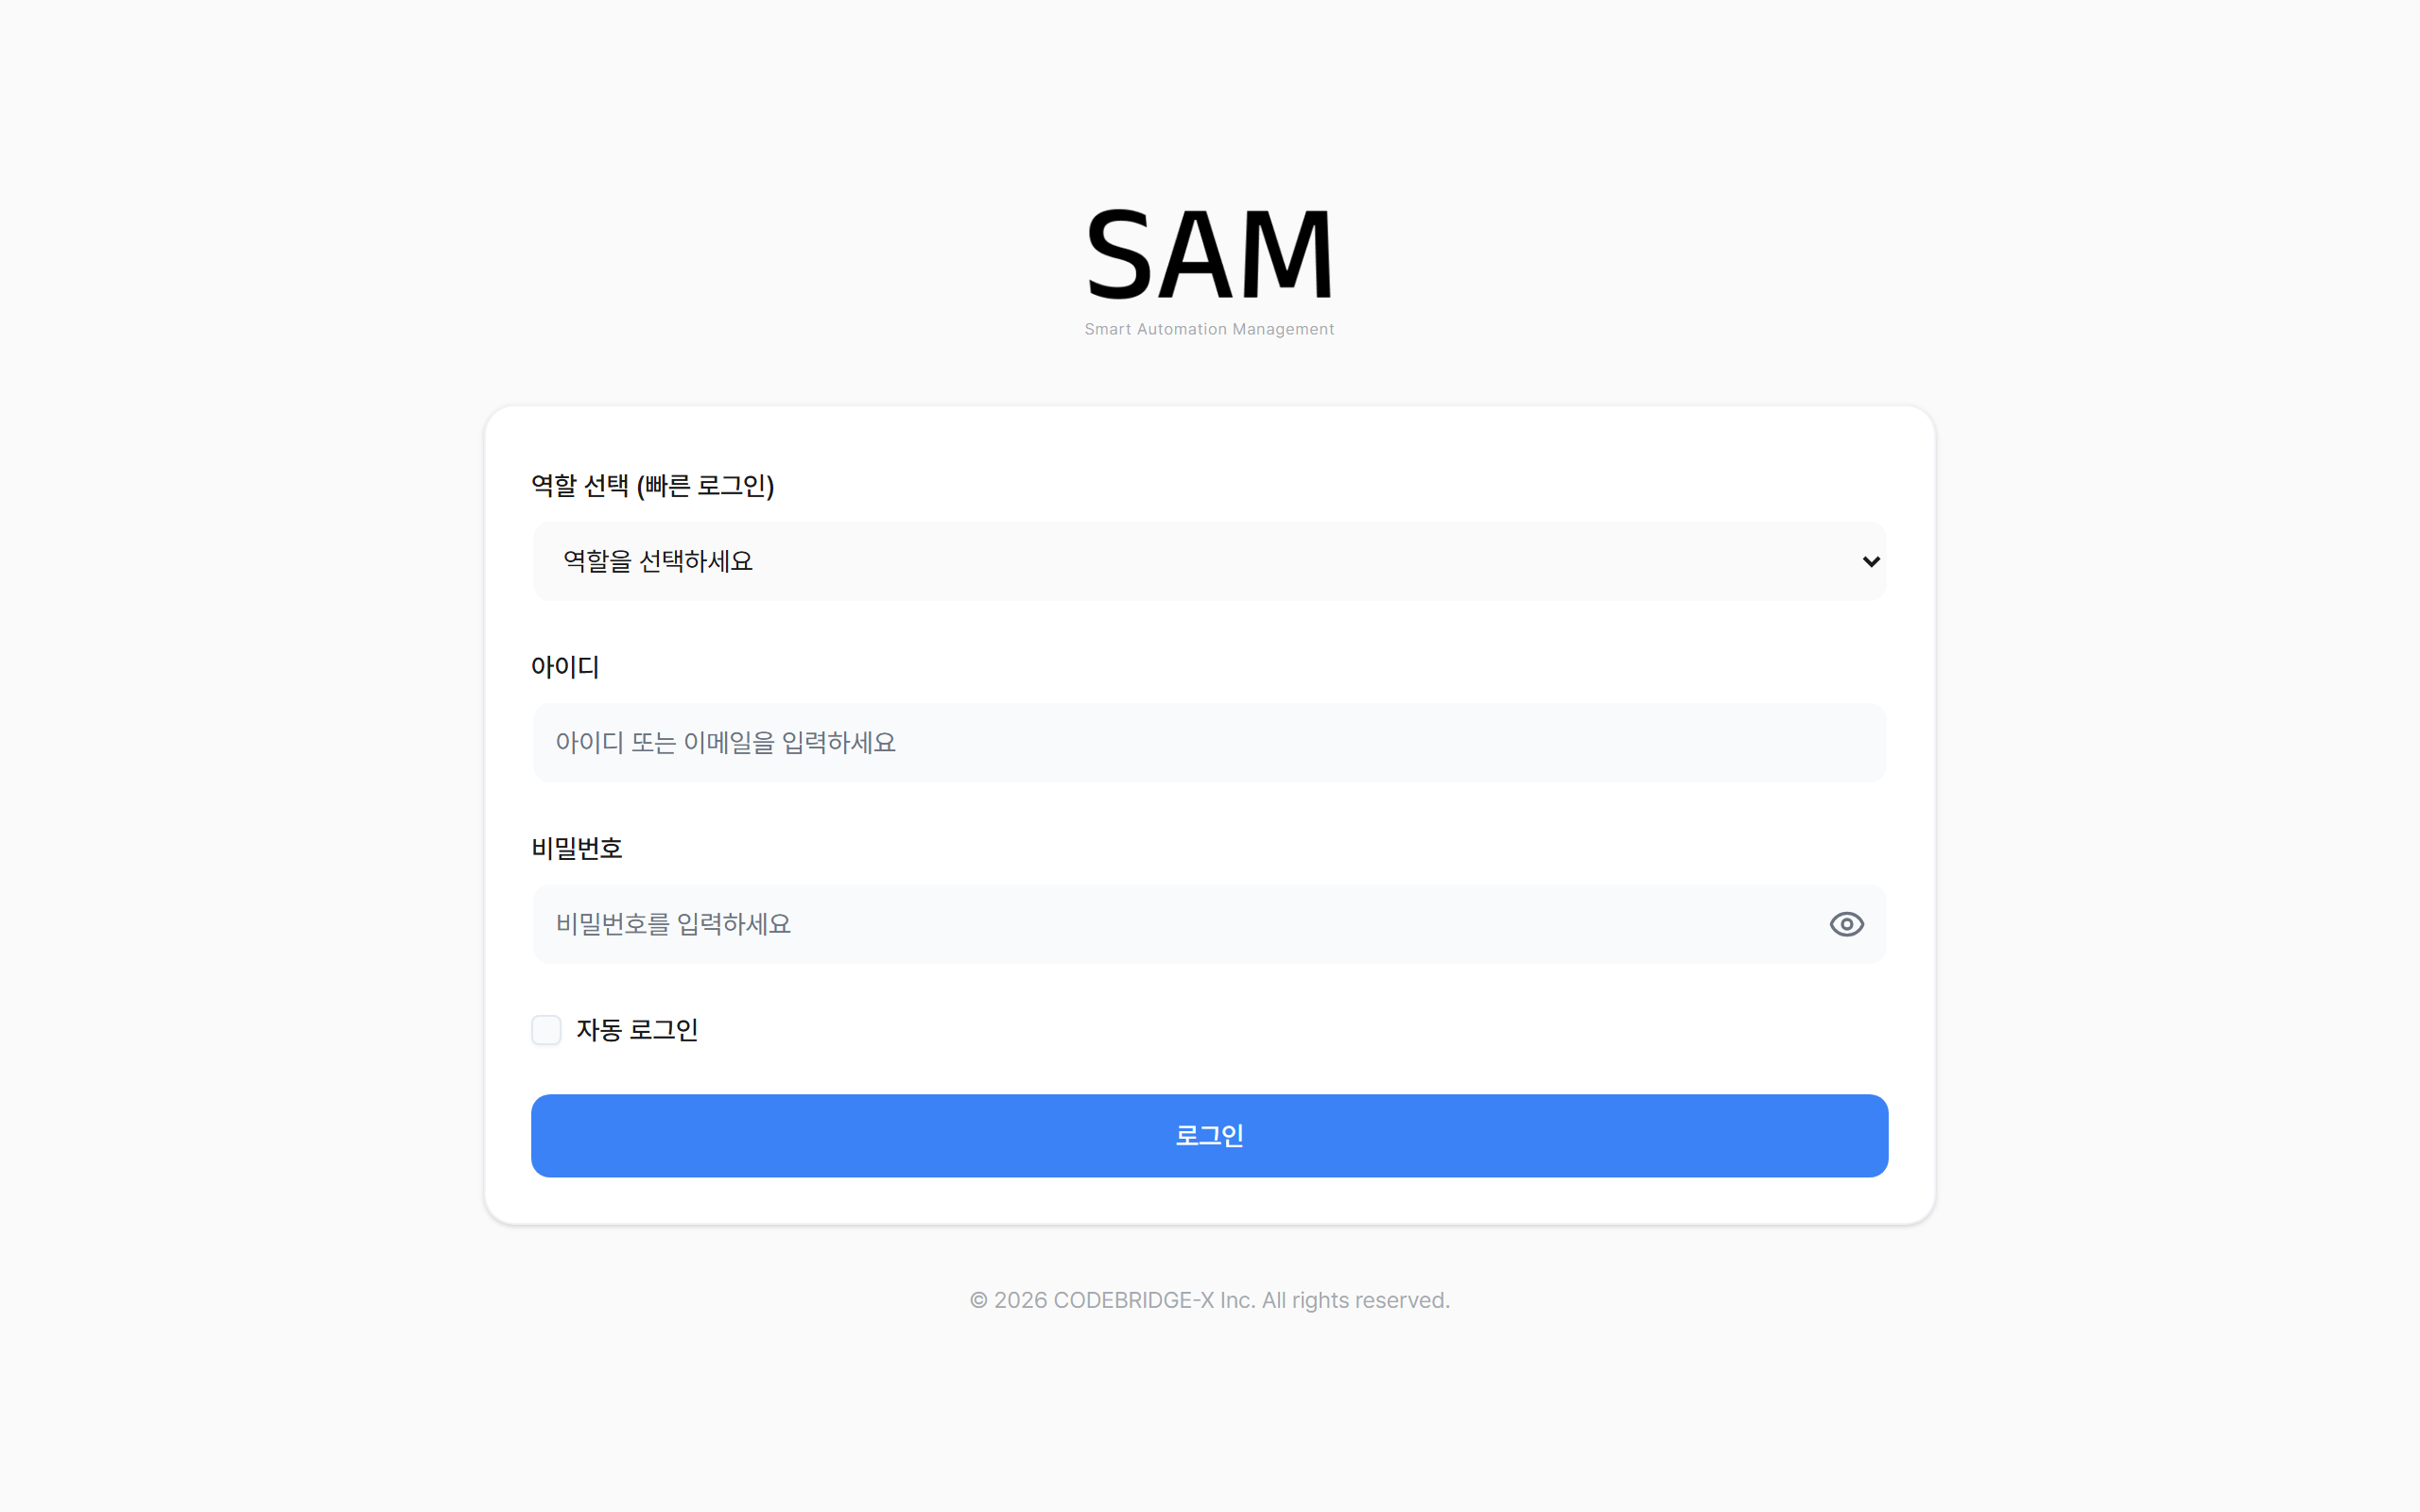 SAM
Smart Automation Management
역할 선택 (빠른 로그인)
역할을 선택하세요
아이디
아이디 또는 이메일을 입력하세요
비밀번호
비밀번호를 입력하세요
자동 로그인
로그인
© 2026 CODEBRIDGE-X Inc. All rights reserved.